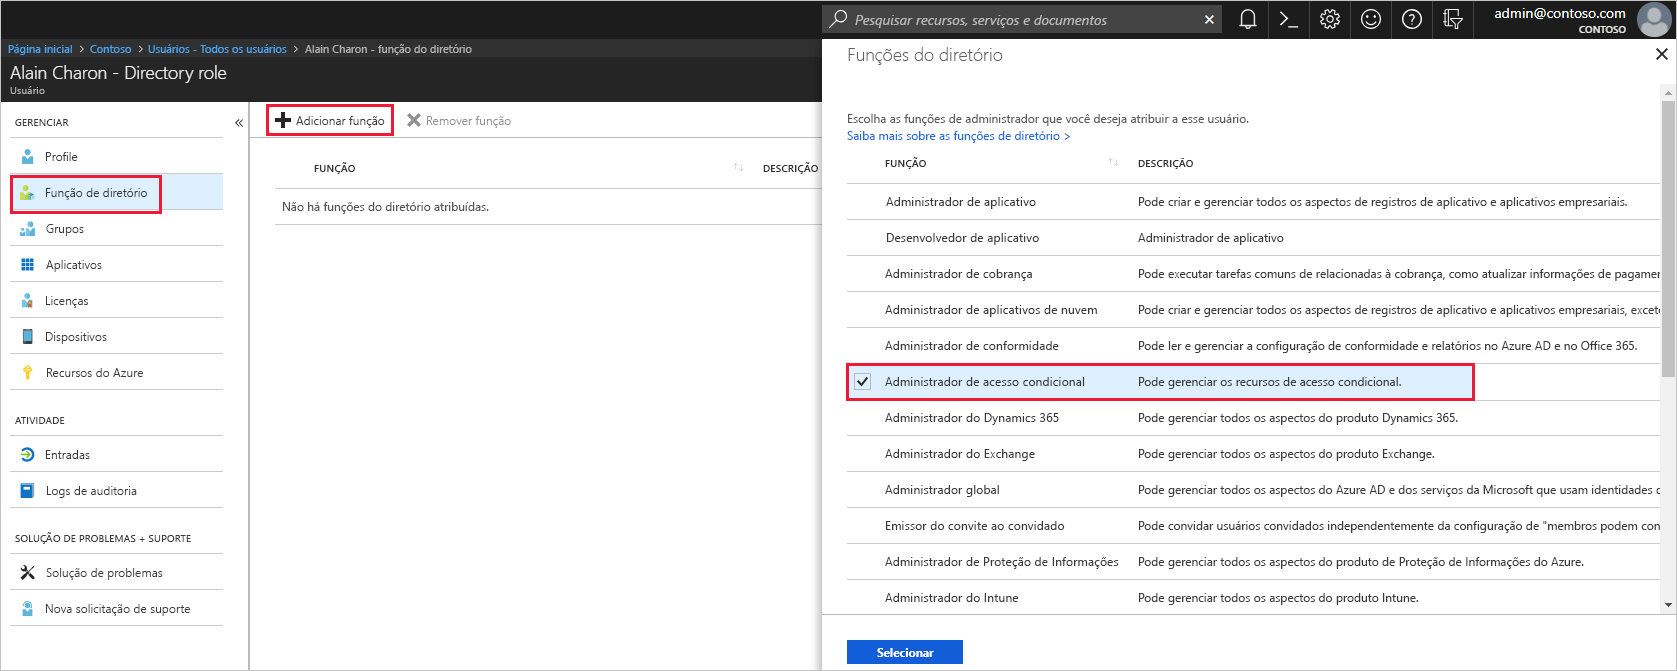 Pesquisar recursos, serviços e documentos
admin@contoso.com
CONTOSO
Página inicial > Contoso > Usuários - Todos os usuários > Alain Charon - função do diretório
Alain Charon - Directory role
Usuário
GERENCIAR
Profile
Função de diretório
Grupos
Aplicativos
Licenças
Dispositivos
Recursos do Azure
ATIVIDADE
Entradas
Logs de auditoria
SOLUÇÃO DE PROBLEMAS + SUPORTE
Solução de problemas
Nova solicitação de suporte
Adicionar função Remover função
FUNÇÃO DESCRIÇÃO
Não há funções do diretório atribuídas.
Funções do diretório
Escolha as funções de administrador que você deseja atribuir a esse usuário.
Saiba mais sobre as funções de diretório >
FUNÇÃO DESCRIÇÃO
Administrador de aplicativo Pode criar e gerenciar todos os aspectos de registros de aplicativo e aplicativos empresariais.
Desenvolvedor de aplicativo Administrador de aplicativo
Administrador de cobrança Pode executar tarefas comuns de relacionadas à cobrança, como atualizar informações de pagamer
Administrador de aplicativos de nuvem Pode criar e gerenciar todos os aspectos de registros de aplicativo e aplicativos empresariais, exceto
Administrador de conformidade Pode ler e gerenciar a configuração de conformidade e relatórios no Azure AD e no Office 365.
Administrador de acesso condicional Pode gerenciar os recursos de acesso condicional.
Administrador do Dynamics 365 Pode gerenciar todos os aspectos do produto Dynamics 365.
Administrador do Exchange Pode gerenciar todos os aspectos do produto Exchange.
Administrador global Pode gerenciar todos os aspectos do Azure AD e dos serviços da Microsoft que usam identidades
Emissor do convite ao convidado Pode convidar usuários convidados independentemente da configuração de "membros podem con
Administrador de Proteção de Informações Pode gerenciar todos os aspectos do produto de Proteção de Informações do Azure.
Administrador do Intune Pode gerenciar todos os aspectos do produto Intune.
Selecionar